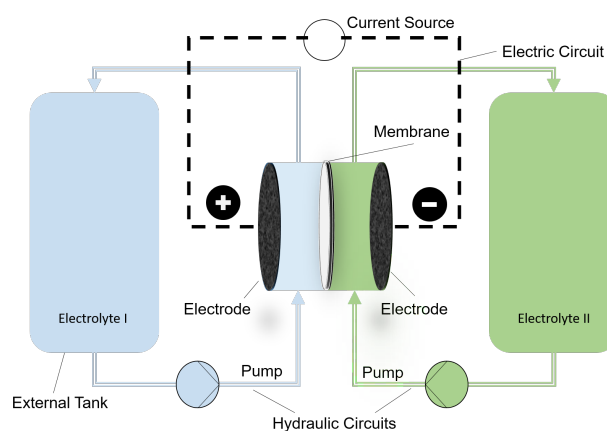 Current Source
Electric Circuit
Membrane
+
−
Electrode
Electrode
Electrolyte I
Electrolyte II
Pump
Pump
External Tank
Hydraulic Circuits